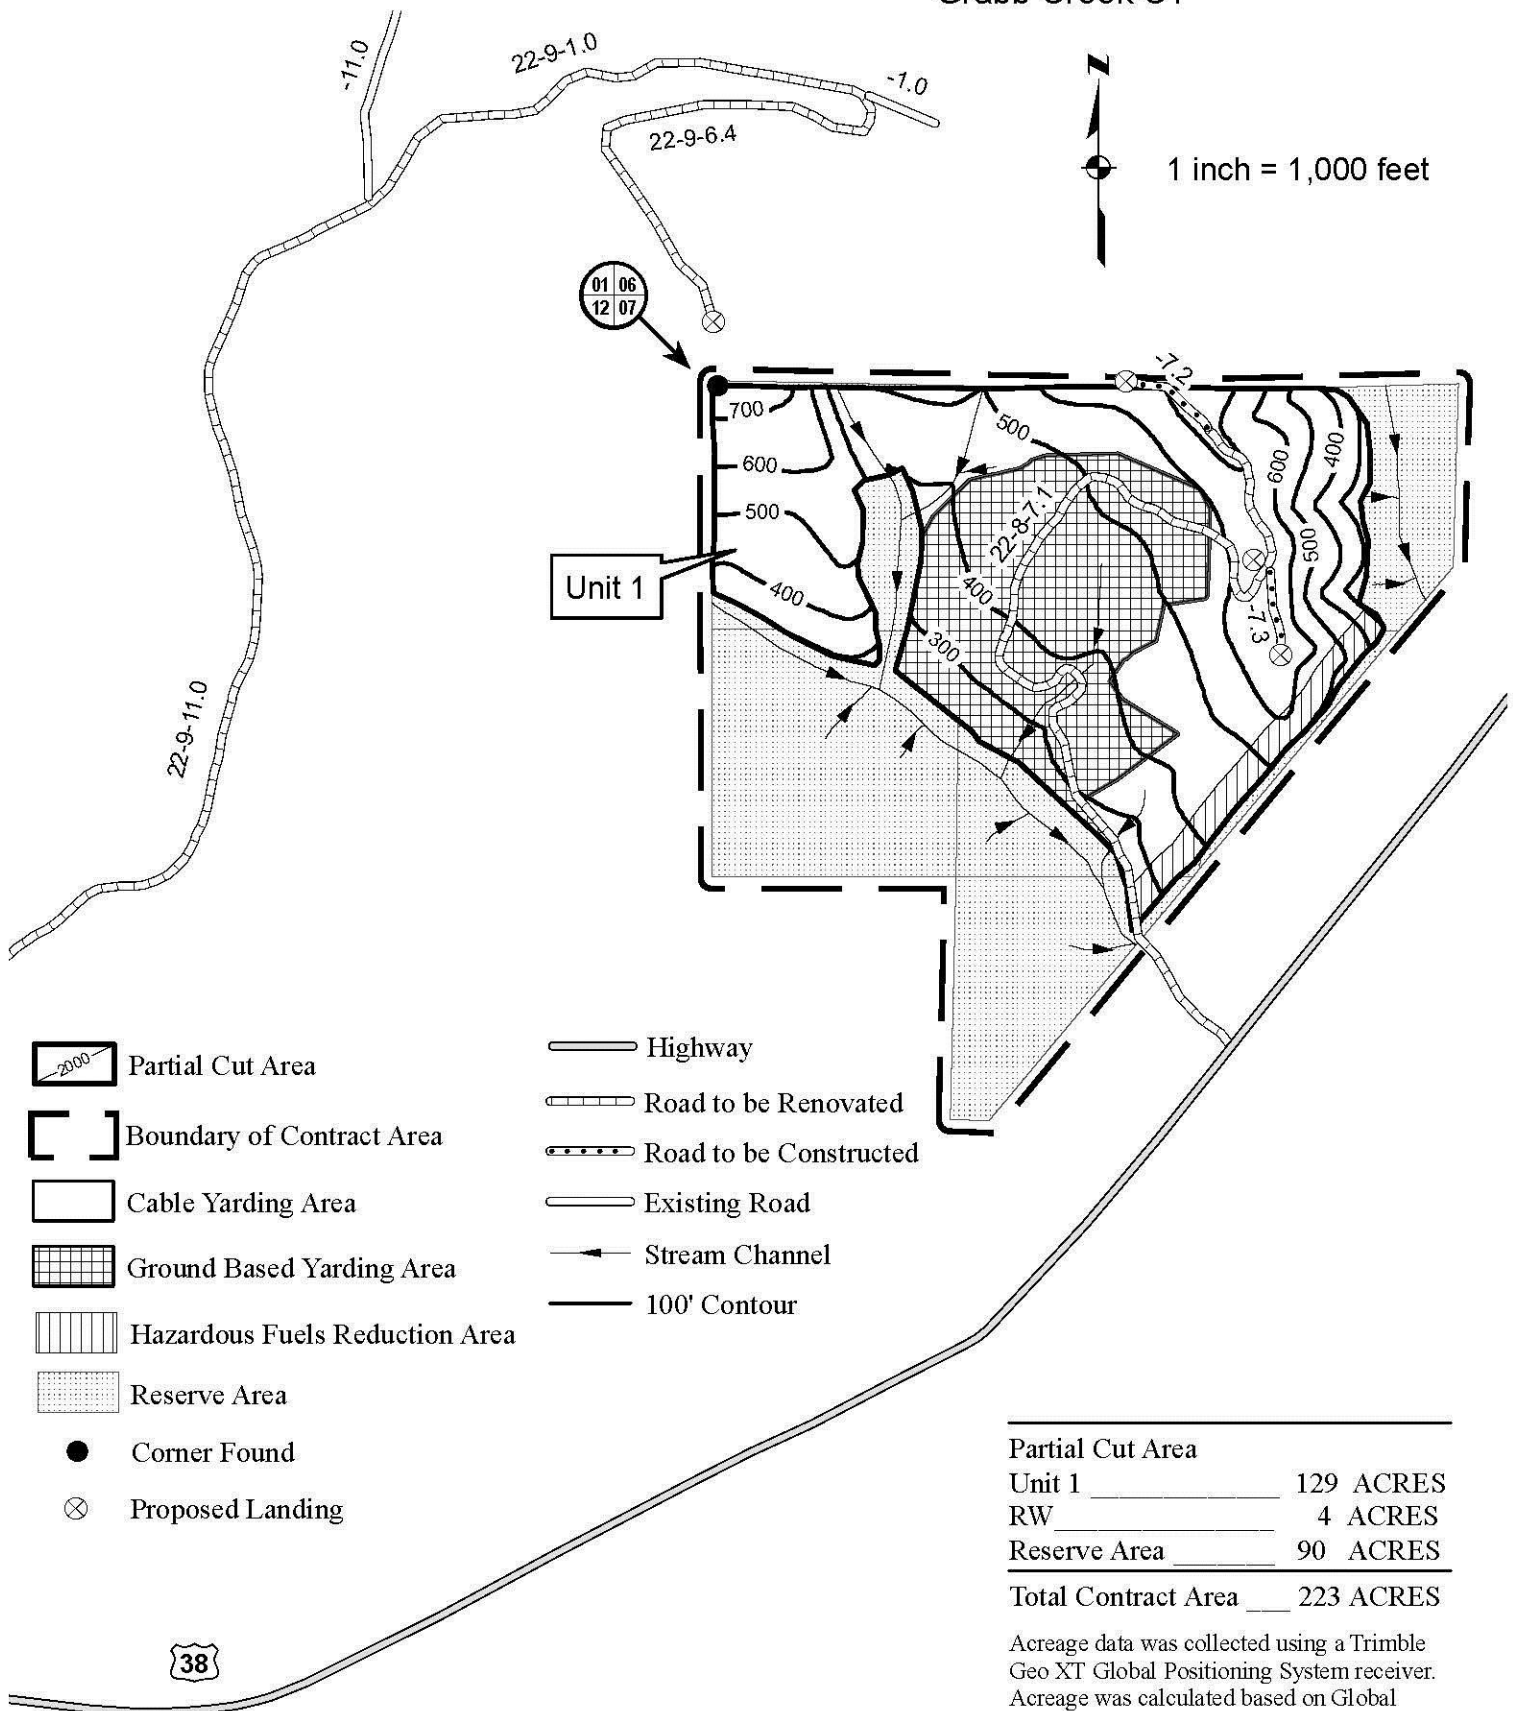 -11.0
22-9-1.0
-1.0
22-9-6.4
N
1 inch = 1,000 feet
01 06
12 07
-7.2
700
500
600
400
600
500
500
22-8-7.1
Unit 1
400
400
-7.3
300
22-9-11.0
2000 Partial Cut Area
Boundary of Contract Area
Cable Yarding Area
Ground Based Yarding Area
Hazardous Fuels Reduction Area
Reserve Area
Corner Found
Proposed Landing
Highway
Road to be Renovated
Road to be Constructed
Existing Road
Stream Channel
100' Contour
Partial Cut Area
Unit 1 ______________ 129 ACRES
RW________________ 4 ACRES
Reserve Area _______ 90 ACRES
Total Contract Area ___ 223 ACRES
Acreage data was collected using a Trimble
Geo XT Global Positioning System receiver.
Acreage was calculated based on Global
38